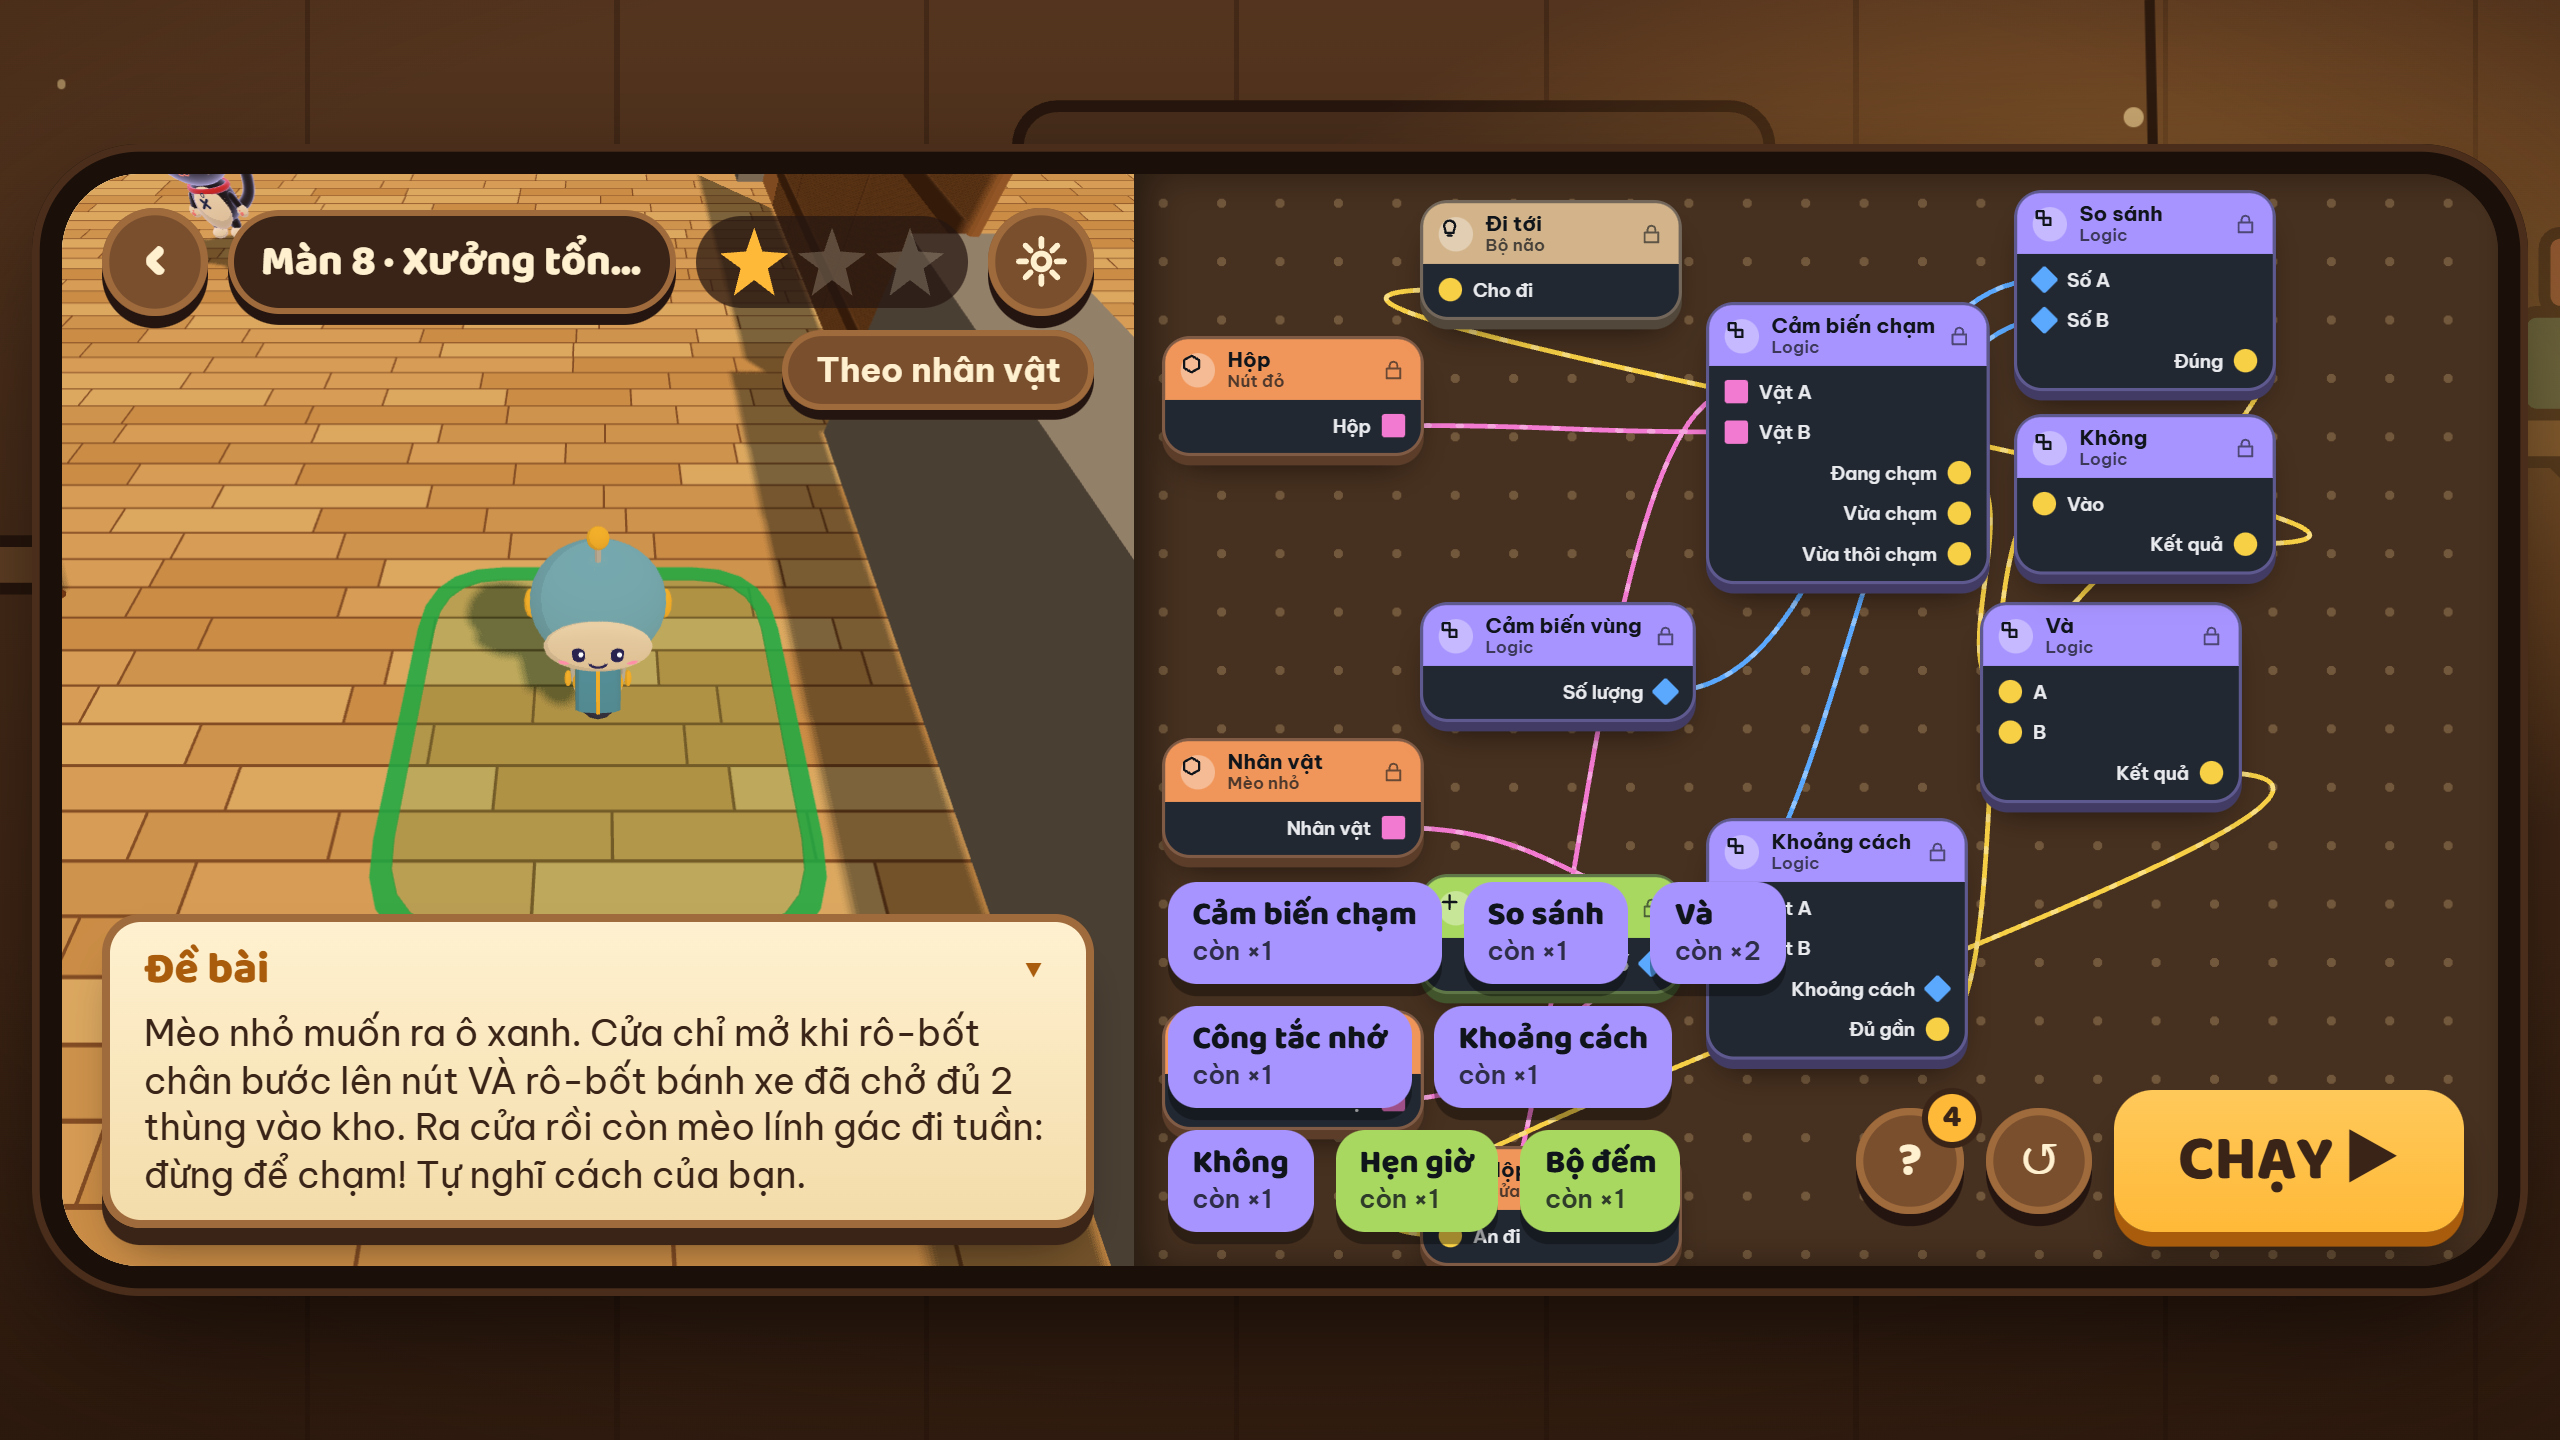 Màn 8 · Xưởng tổn...
Theo nhân vật
Đề bài
Mèo nhỏ muốn ra ô xanh. Cửa chỉ mở khi rô-bốt
chân bước lên nút VÀ rô-bốt bánh xe đã chở đủ 2
thùng vào kho. Ra cửa rồi còn mèo lính gác đi tuần:
đừng để chạm! Tự nghĩ cách của bạn.
Đi tới
Bộ não
Cho đi
Hộp
Nút đỏ
Hộp
Cảm biến chạm
Logic
Vật A
Vật B
Đang chạm
Vừa chạm
Vừa thôi chạm
So sánh
Logic
Số A
Số B
Đúng
Không
Logic
Vào
Kết quả
Cảm biến vùng
Logic
Số lượng
Và
Logic
A
B
Kết quả
Nhân vật
Mèo nhỏ
Nhân vật
Khoảng cách
Logic
t A
t B
Khoảng cách
Đủ gần
Cảm biến chạm
còn ×1
So sánh
còn ×1
Và
còn ×2
Công tắc nhớ
còn ×1
Khoảng cách
còn ×1
Không
còn ×1
Hẹn giờ
còn ×1
Bộ đếm
còn ×1
An đi
?
4
CHẠY